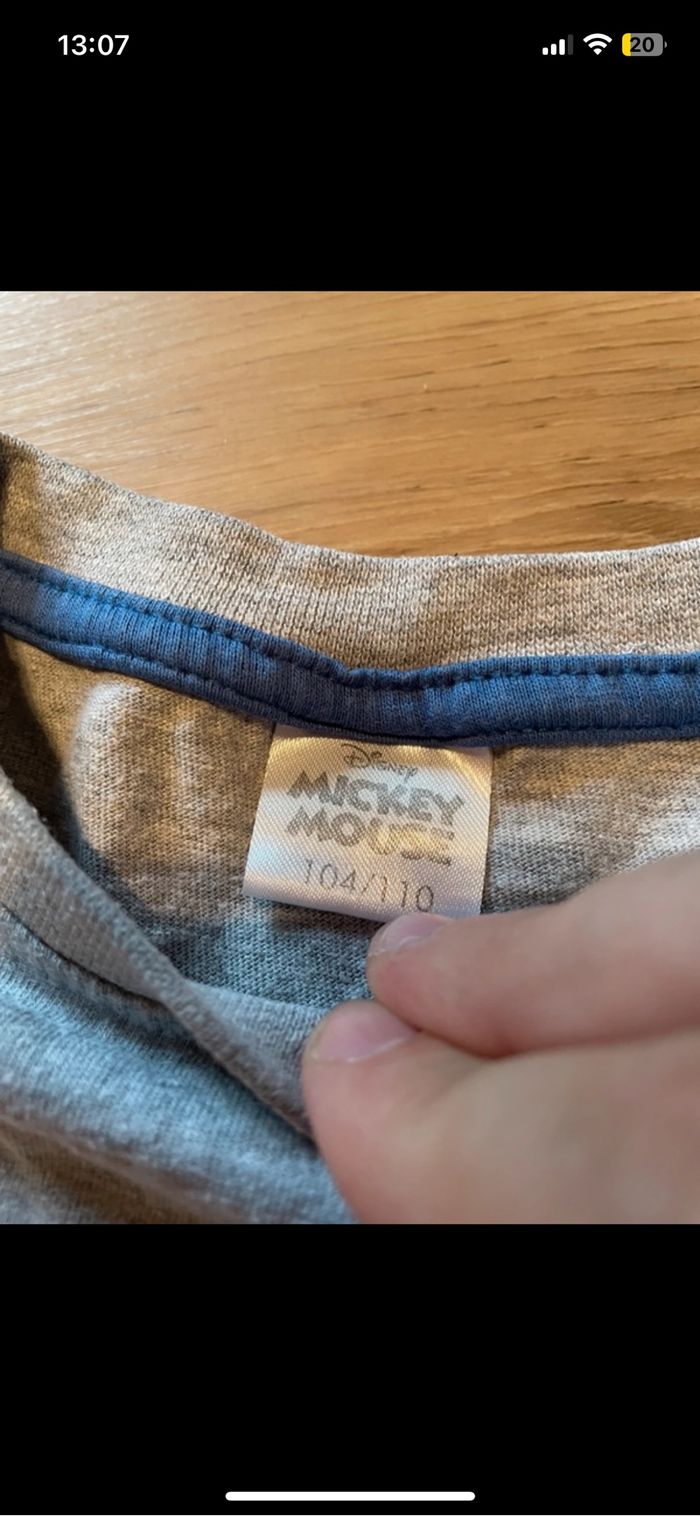 13:07
20
Disney
MICKEY
MOUSE
104/110